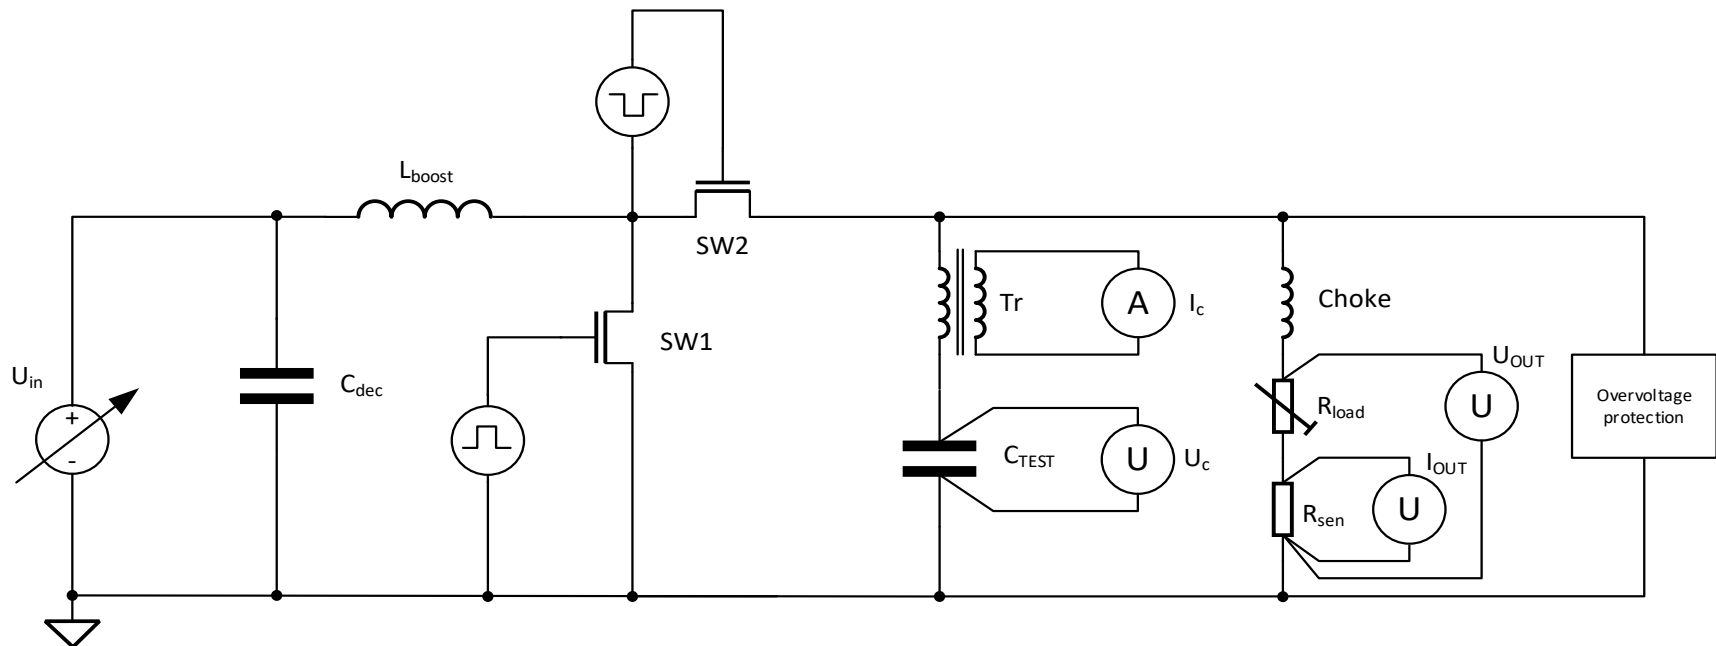 L_boost
SW2
Tr
A
I_c
Choke
SW1
U_OUT
U_in
+
-
C_dec
R_load
U
Overvoltage
protection
C_TEST
U
U_c
I_OUT
R_sen
U